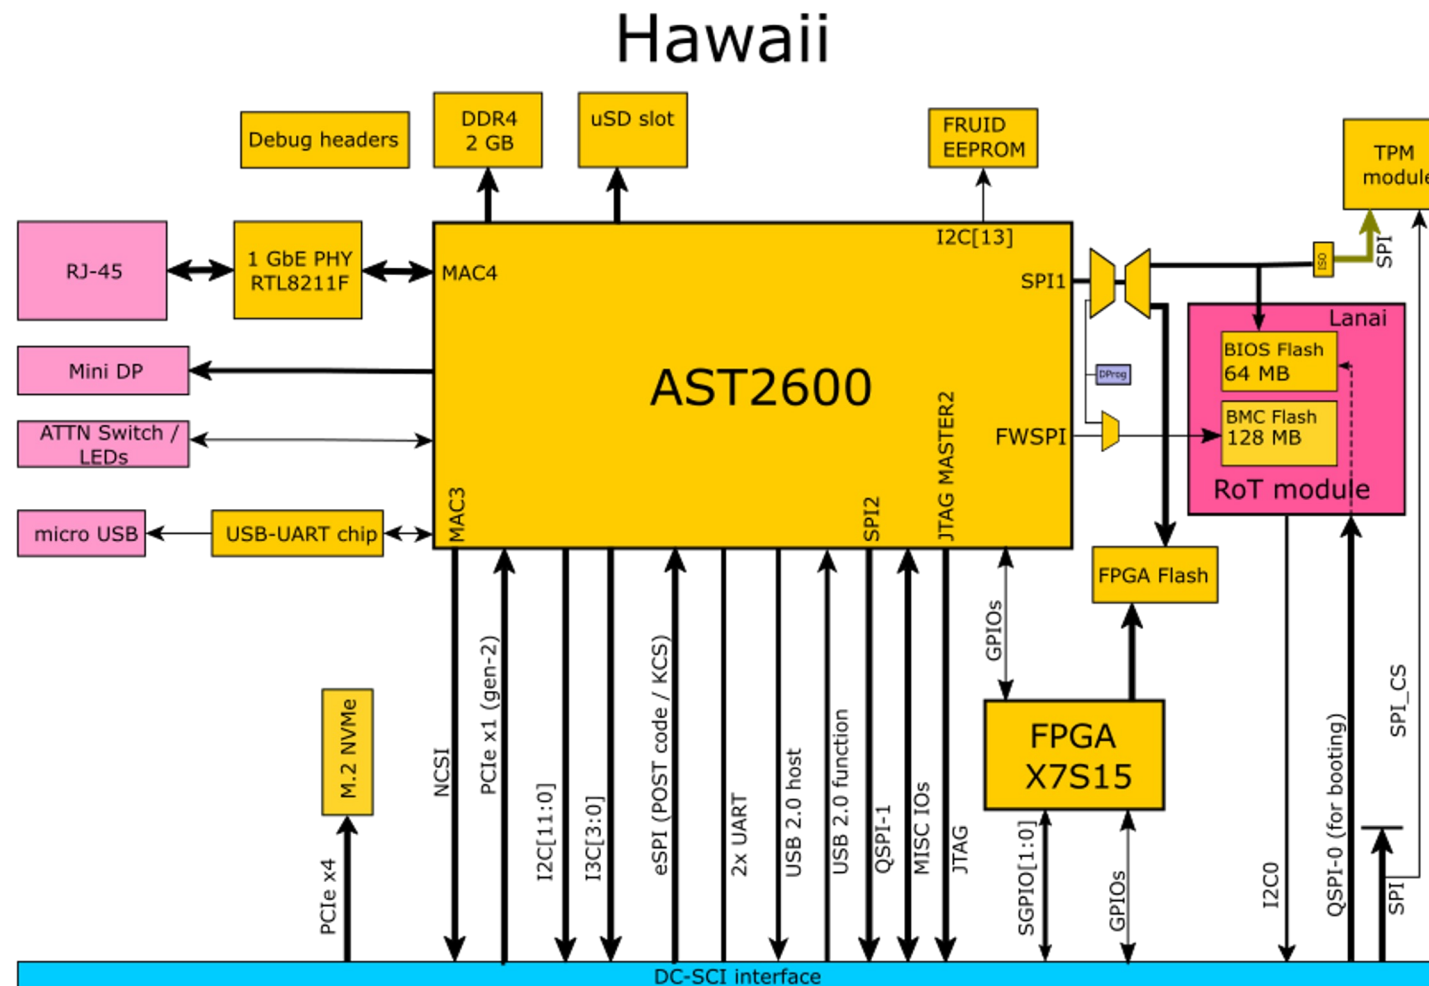 Hawaii
Debug headers
DDR4
2 GB
uSD slot
FRUID
EEPROM
TPM
module
RJ-45
1 GbE PHY
RTL8211F
MAC4
I2C[13]
SPI1
ISO
SPI
Mini DP
AST2600
DProg
Lanai
BIOS Flash
64 MB
BMC Flash
128 MB
RoT module
ATTN Switch /
LEDs
FWSPI
micro USB
USB-UART chip
MAC3
SPI2
JTAG MASTER2
FPGA Flash
GPIOs
FPGA
X7S15
M.2 NVMe
PCIe x4
NCSI
PCIe x1 (gen-2)
I2C[11:0]
I3C[3:0]
eSPI (POST code / KCS)
2x UART
USB 2.0 host
USB 2.0 function
QSPI-1
MISC IOs
JTAG
SGPIO[1:0]
GPIOs
I2C0
QSPI-0 (for booting)
SPI
SPI_CS
DC-SCI interface